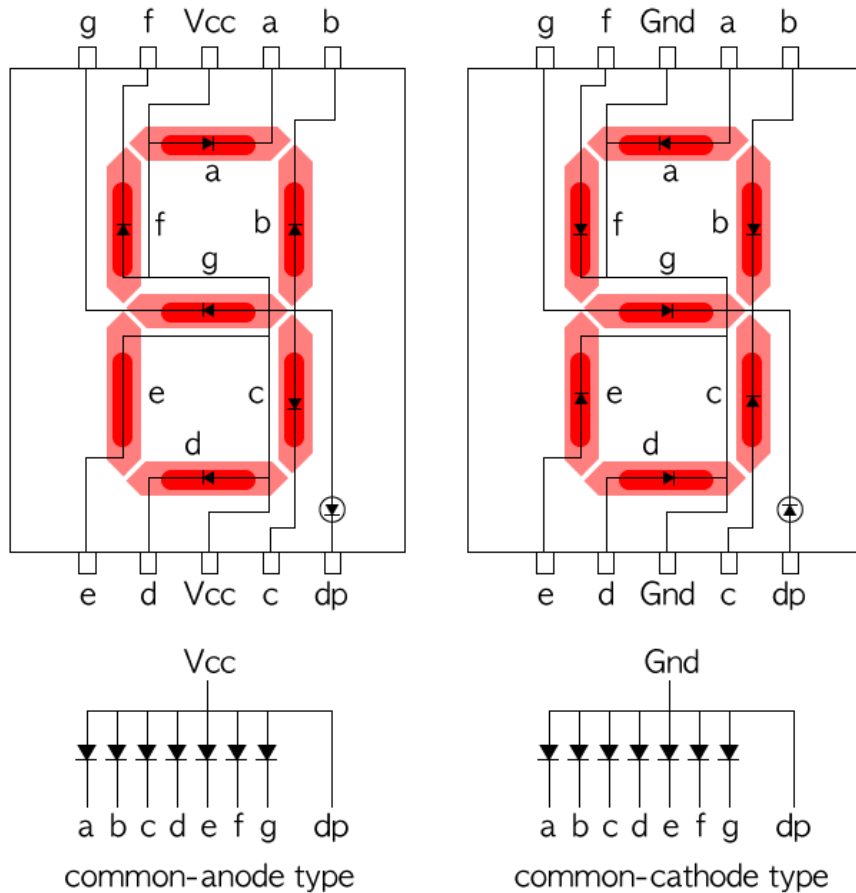 g f Vcc a b g f Gnd a b
a a
f b f b
g g
e c e c
d d
e d Vcc c dp e d Gnd c dp
Vcc Gnd
a b c d e f g dp a b c d e f g dp
common-anode type common-cathode type